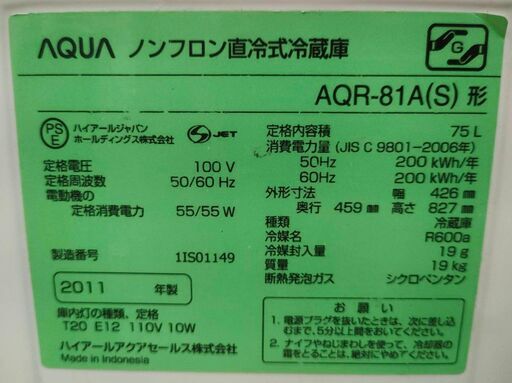 AQUA ノンフロン直冷式冷蔵庫
G
AQR-81A(S) 形
PS E ハイアールジャパン
ホールディングス株式会社
S JET
定格電圧 100 V
定格周波数 50/60 Hz
電動機の
定格消費電力 55/55 W
製造番号 1IS01149
2011 年製
庫内灯の種類、定格
T20 E12 110V 10W
ハイアールアクアセールス株式会社
Made in Indonesia
定格内容積 75 L
消費電力量 (JIS C 9801-2006年)
50Hz 200 kWh/年
60Hz 200 kWh/年
外形寸法 幅 426 mm
奥行 459 mm 高さ 827 mm
種類 冷蔵庫
冷媒名 R600a
冷媒封入量 19 g
質量 19 kg
断熱発泡ガス シクロペンタン
お 願 い
1. 電源プラグを抜いたときは、次に差し込
むまで、5分以上間をおいてください。
2. ナイフやねじまわしを使って、冷却器の
霜をとることは、絶対にやめてください。